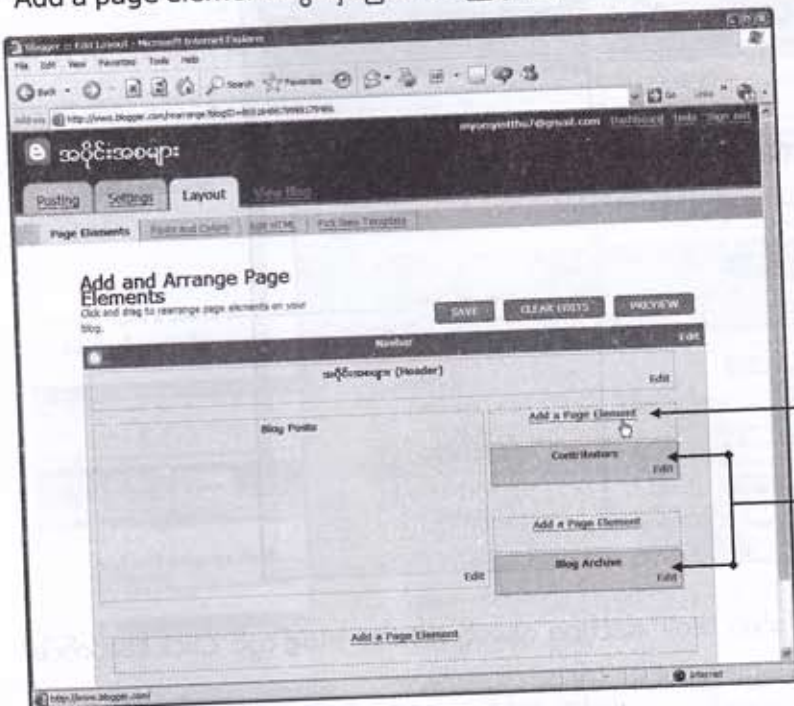 Add a page element
Blogger :: Edit Layout - Microsoft Internet Explorer
File Edit View Favorites Tools Help
Back Search Favorites
Address
myonyintthu7@gmail.com Dashboard Help Sign out
အပိုင်းအစများ
Posting Settings Layout View Blog
Page Elements Fonts and Colors Edit HTML Pick New Template
Add and Arrange Page
Elements
Click and drag to rearrange page elements on your
blog.
SAVE CLEAR EDITS PREVIEW
Navbar Edit
အပိုင်းအစများ (Header)
Edit
Blog Posts
Edit
Add a Page Element
Contributors
Edit
Add a Page Element
Blog Archive
Edit
Add a Page Element
http://www.blogger.com/ Internet